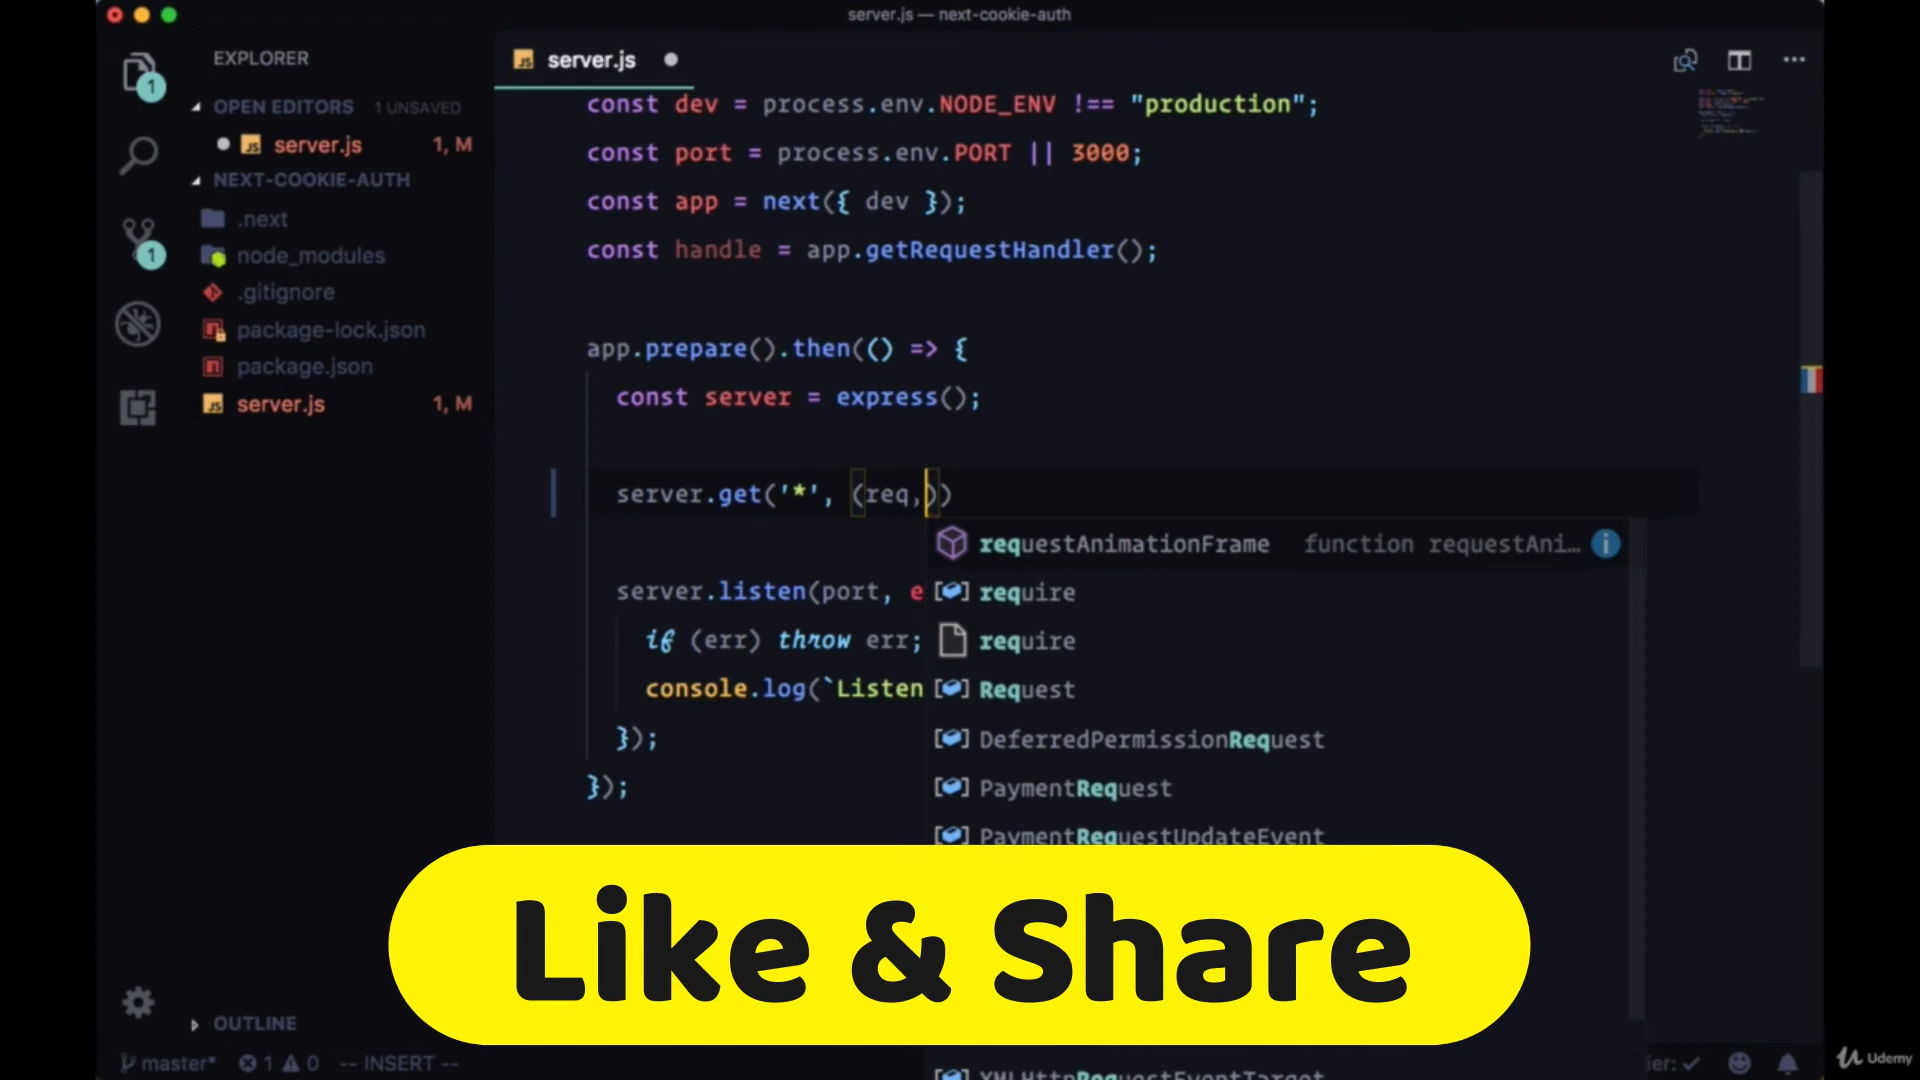 server.js — next-cookie-auth
EXPLORER
OPEN EDITORS 1 UNSAVED
server.js 1, M
NEXT-COOKIE-AUTH
.next
node_modules
.gitignore
package-lock.json
package.json
server.js 1, M
OUTLINE
1
1
server.js
const dev = process.env.NODE_ENV !== "production";
const port = process.env.PORT || 3000;
const app = next({ dev });
const handle = app.getRequestHandler();
app.prepare().then(() => {
const server = express();
server.get('*', (req,))
server.listen(port, e
if (err) throw err;
console.log(`Listen
});
});
requestAnimationFrame function requestAni…
require
require
Request
DeferredPermissionRequest
PaymentRequest
PaymentRequestUpdateEvent
XMLHttpRequestEventTarget
Like & Share
master* 1 0 -- INSERT --
ier: ✓
Udemy